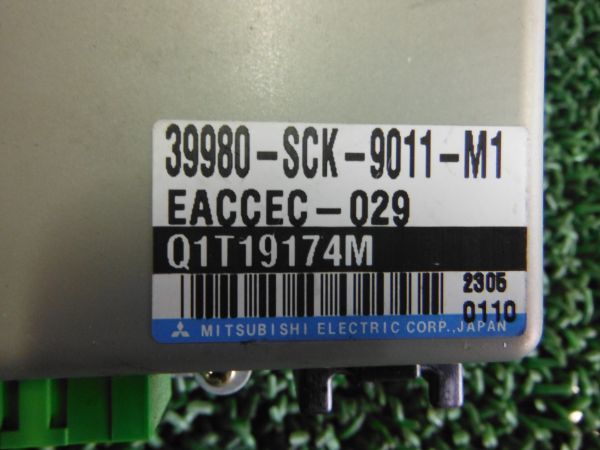 39980-SCK-9011-M1
EACCEC-029
Q1T19174M
2305
0110
MITSUBISHI ELECTRIC CORP., JAPAN